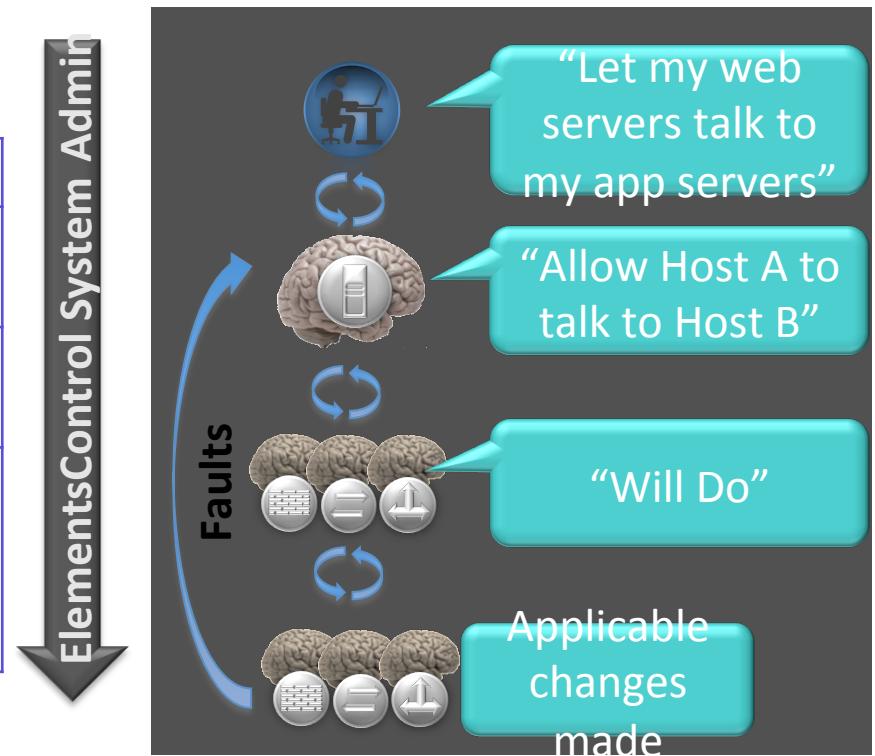 ElementsControl System Admin
“Let my web
servers talk to
my app servers”
“Allow Host A to
talk to Host B”
Faults
“Will Do”
Applicable
changes
made